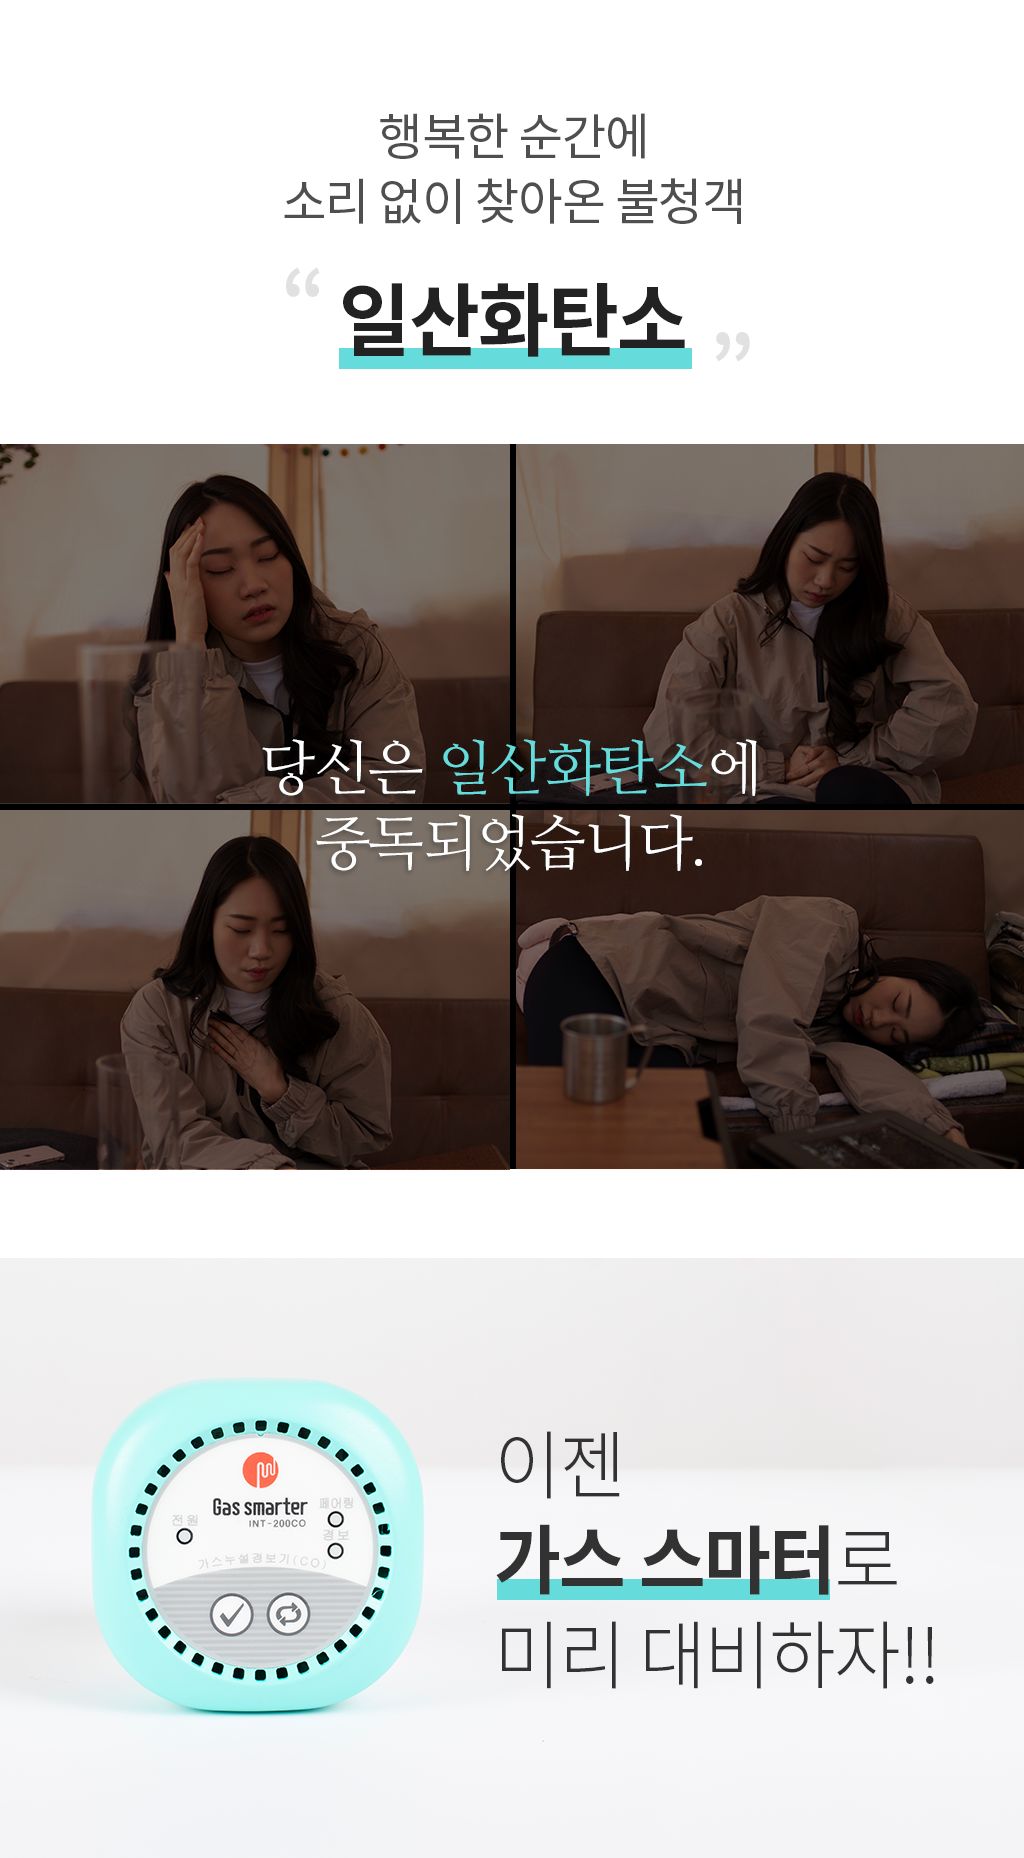 행복한 순간에
소리 없이 찾아온 불청객
“일산화탄소”
당신은 일산화탄소에
중독되었습니다.
Gas smarter
INT-200CO
페어링
전원
경보
가스누설경보기(CO)
이젠
가스 스마터로
미리 대비하자!!